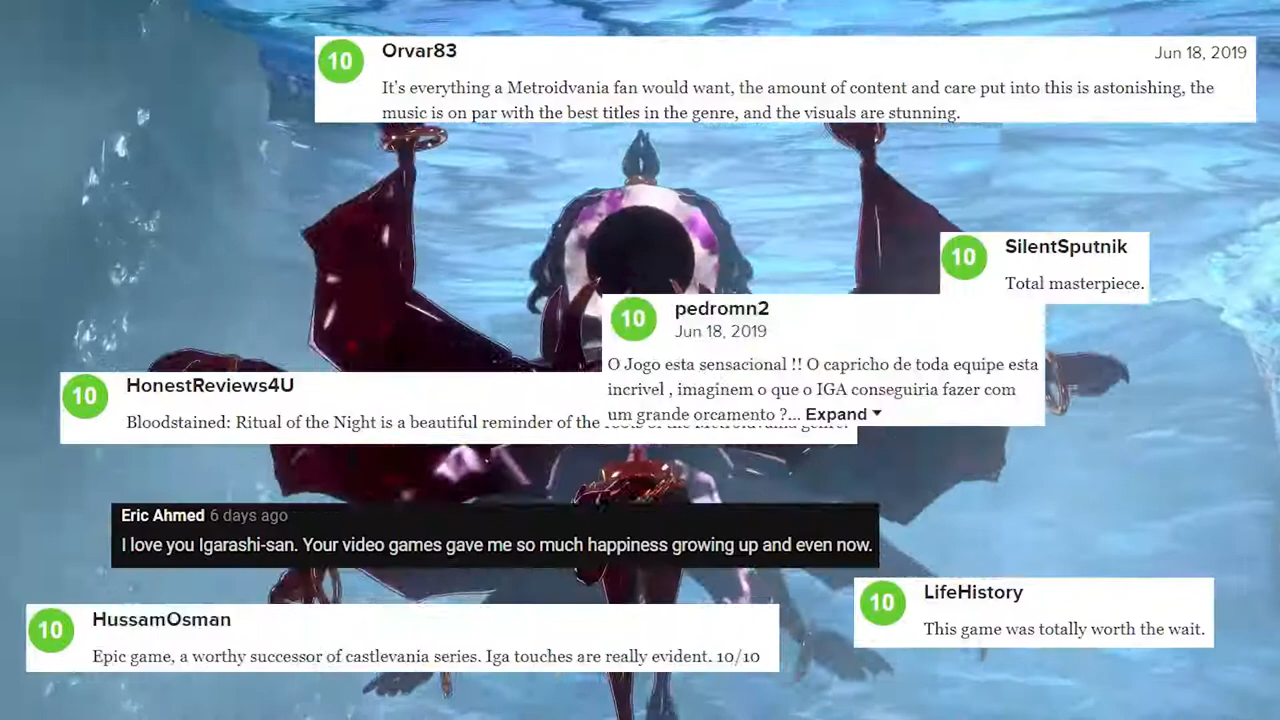 10 Orvar83 Jun 18, 2019
It's everything a Metroidvania fan would want, the amount of content and care put into this is astonishing, the
music is on par with the best titles in the genre, and the visuals are stunning.
10 SilentSputnik
Total masterpiece.
10 pedromn2
Jun 18, 2019
O Jogo esta sensacional !! O capricho de toda equipe esta
incrivel , imaginem o que o IGA conseguiria fazer com
um grande orcamento ?... Expand
10 HonestReviews4U
Bloodstained: Ritual of the Night is a beautiful reminder of the roots of the Metroidvania genre.
Eric Ahmed 6 days ago
I love you Igarashi-san. Your video games gave me so much happiness growing up and even now.
10 LifeHistory
This game was totally worth the wait.
10 HussamOsman
Epic game, a worthy successor of castlevania series. Iga touches are really evident. 10/10